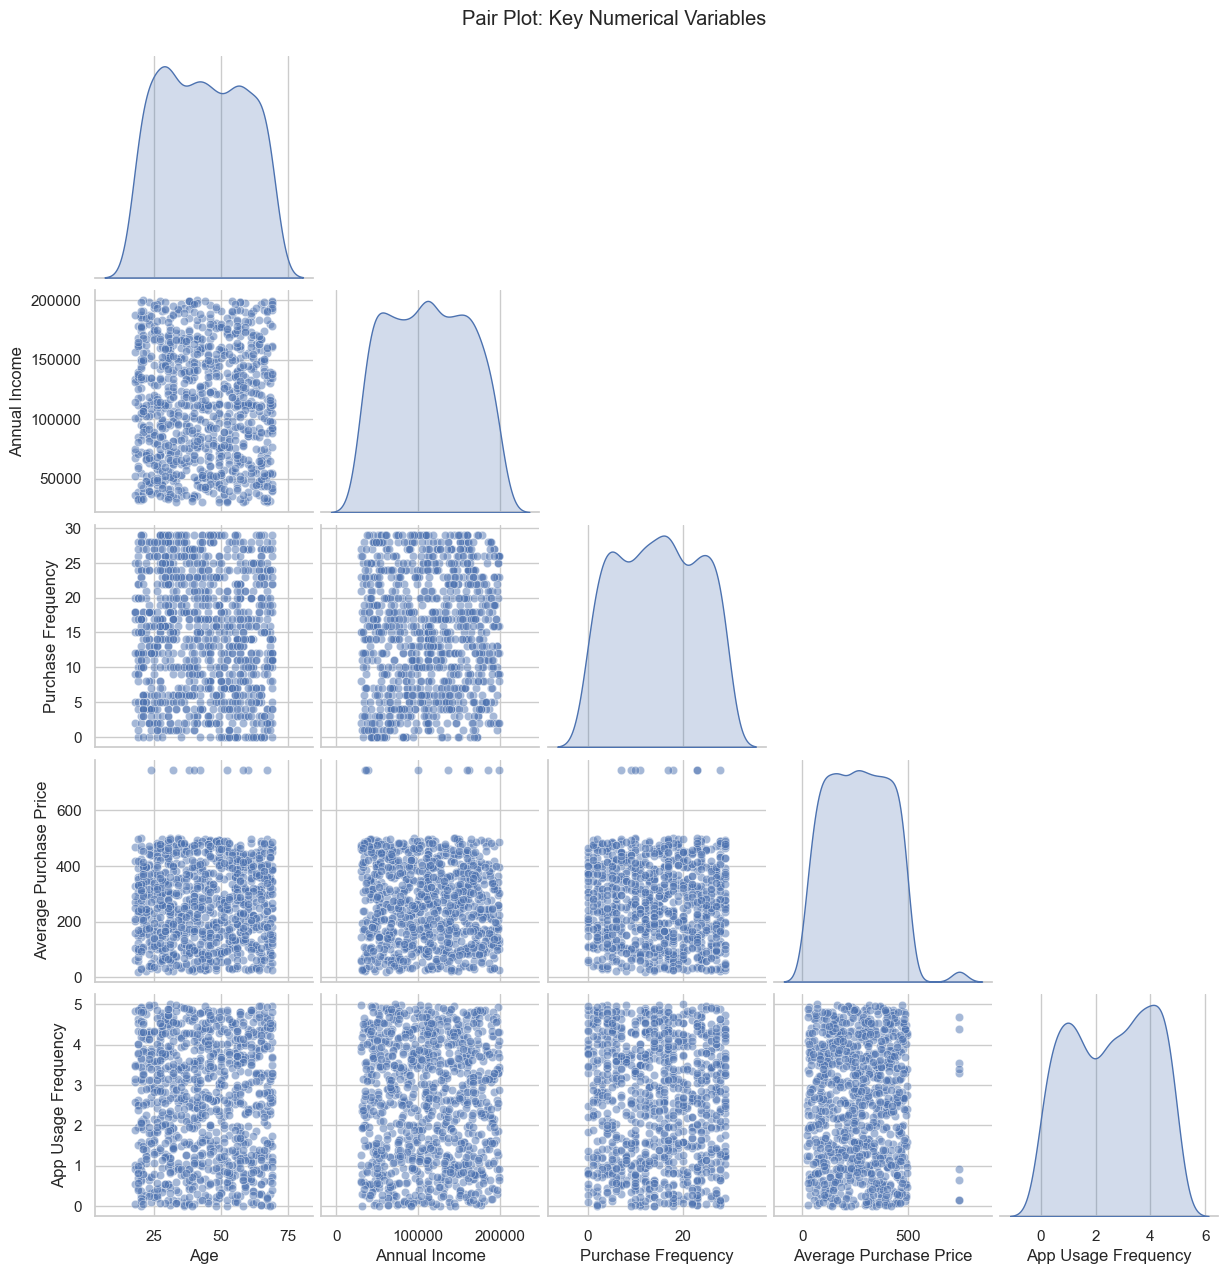 Pair Plot: Key Numerical Variables
200000
150000
100000
50000
Annual Income
30
25
20
15
10
5
0
Purchase Frequency
600
400
200
0
Average Purchase Price
5
4
3
2
1
0
App Usage Frequency
25 50 75
Age
0 100000 200000
Annual Income
0 20
Purchase Frequency
0 500
Average Purchase Price
0 2 4 6
App Usage Frequency